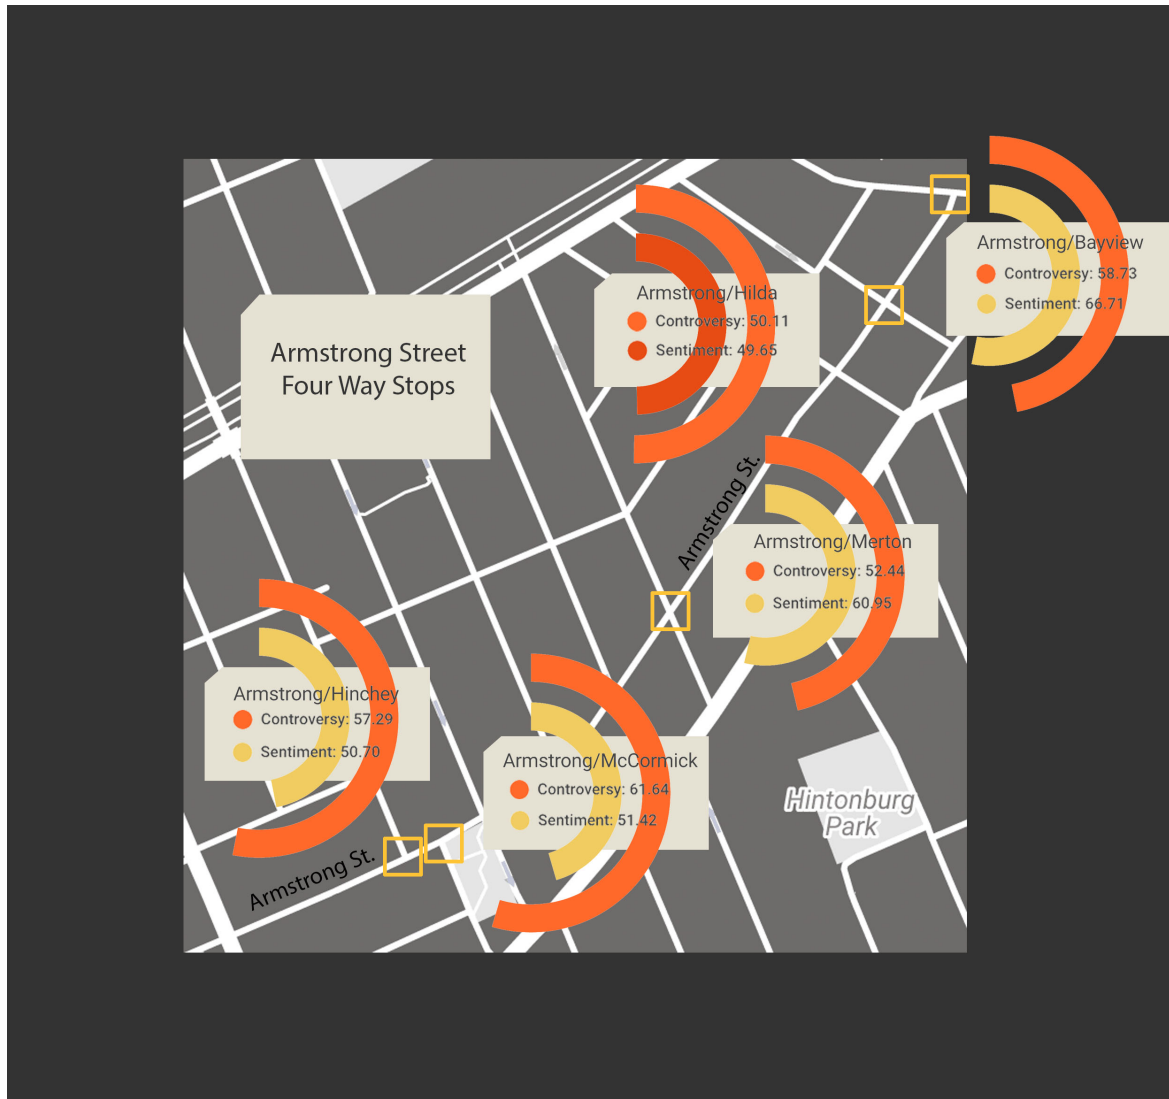 Armstrong/Bayview
Controversy: 58.73
Sentiment: 66.71
Armstrong/Hilda
Controversy: 50.11
Sentiment: 49.65
Armstrong Street
Four Way Stops
Armstrong St.
Armstrong/Merton
Controversy: 52.44
Sentiment: 60.95
Armstrong/Hinchey
Controversy: 57.29
Sentiment: 50.70
Armstrong/McCormick
Controversy: 61.64
Sentiment: 51.42
Hintonburg
Park
Armstrong St.